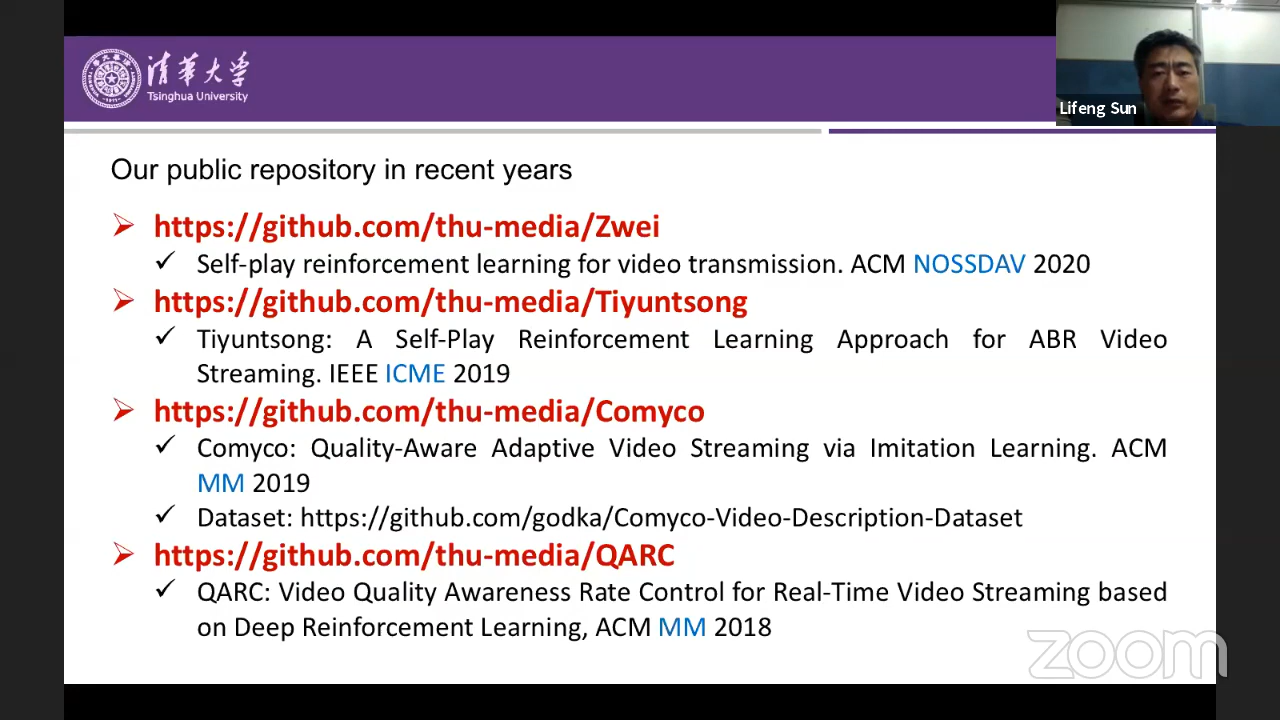 清华大学
Tsinghua University
Lifeng Sun
Our public repository in recent years
➢ https://github.com/thu-media/Zwei
✓ Self-play reinforcement learning for video transmission. ACM NOSSDAV 2020
➢ https://github.com/thu-media/Tiyuntsong
✓ Tiyuntsong: A Self-Play Reinforcement Learning Approach for ABR Video
Streaming. IEEE ICME 2019
➢ https://github.com/thu-media/Comyco
✓ Comyco: Quality-Aware Adaptive Video Streaming via Imitation Learning. ACM
MM 2019
✓ Dataset: https://github.com/godka/Comyco-Video-Description-Dataset
➢ https://github.com/thu-media/QARC
✓ QARC: Video Quality Awareness Rate Control for Real-Time Video Streaming based
on Deep Reinforcement Learning, ACM MM 2018
zoom